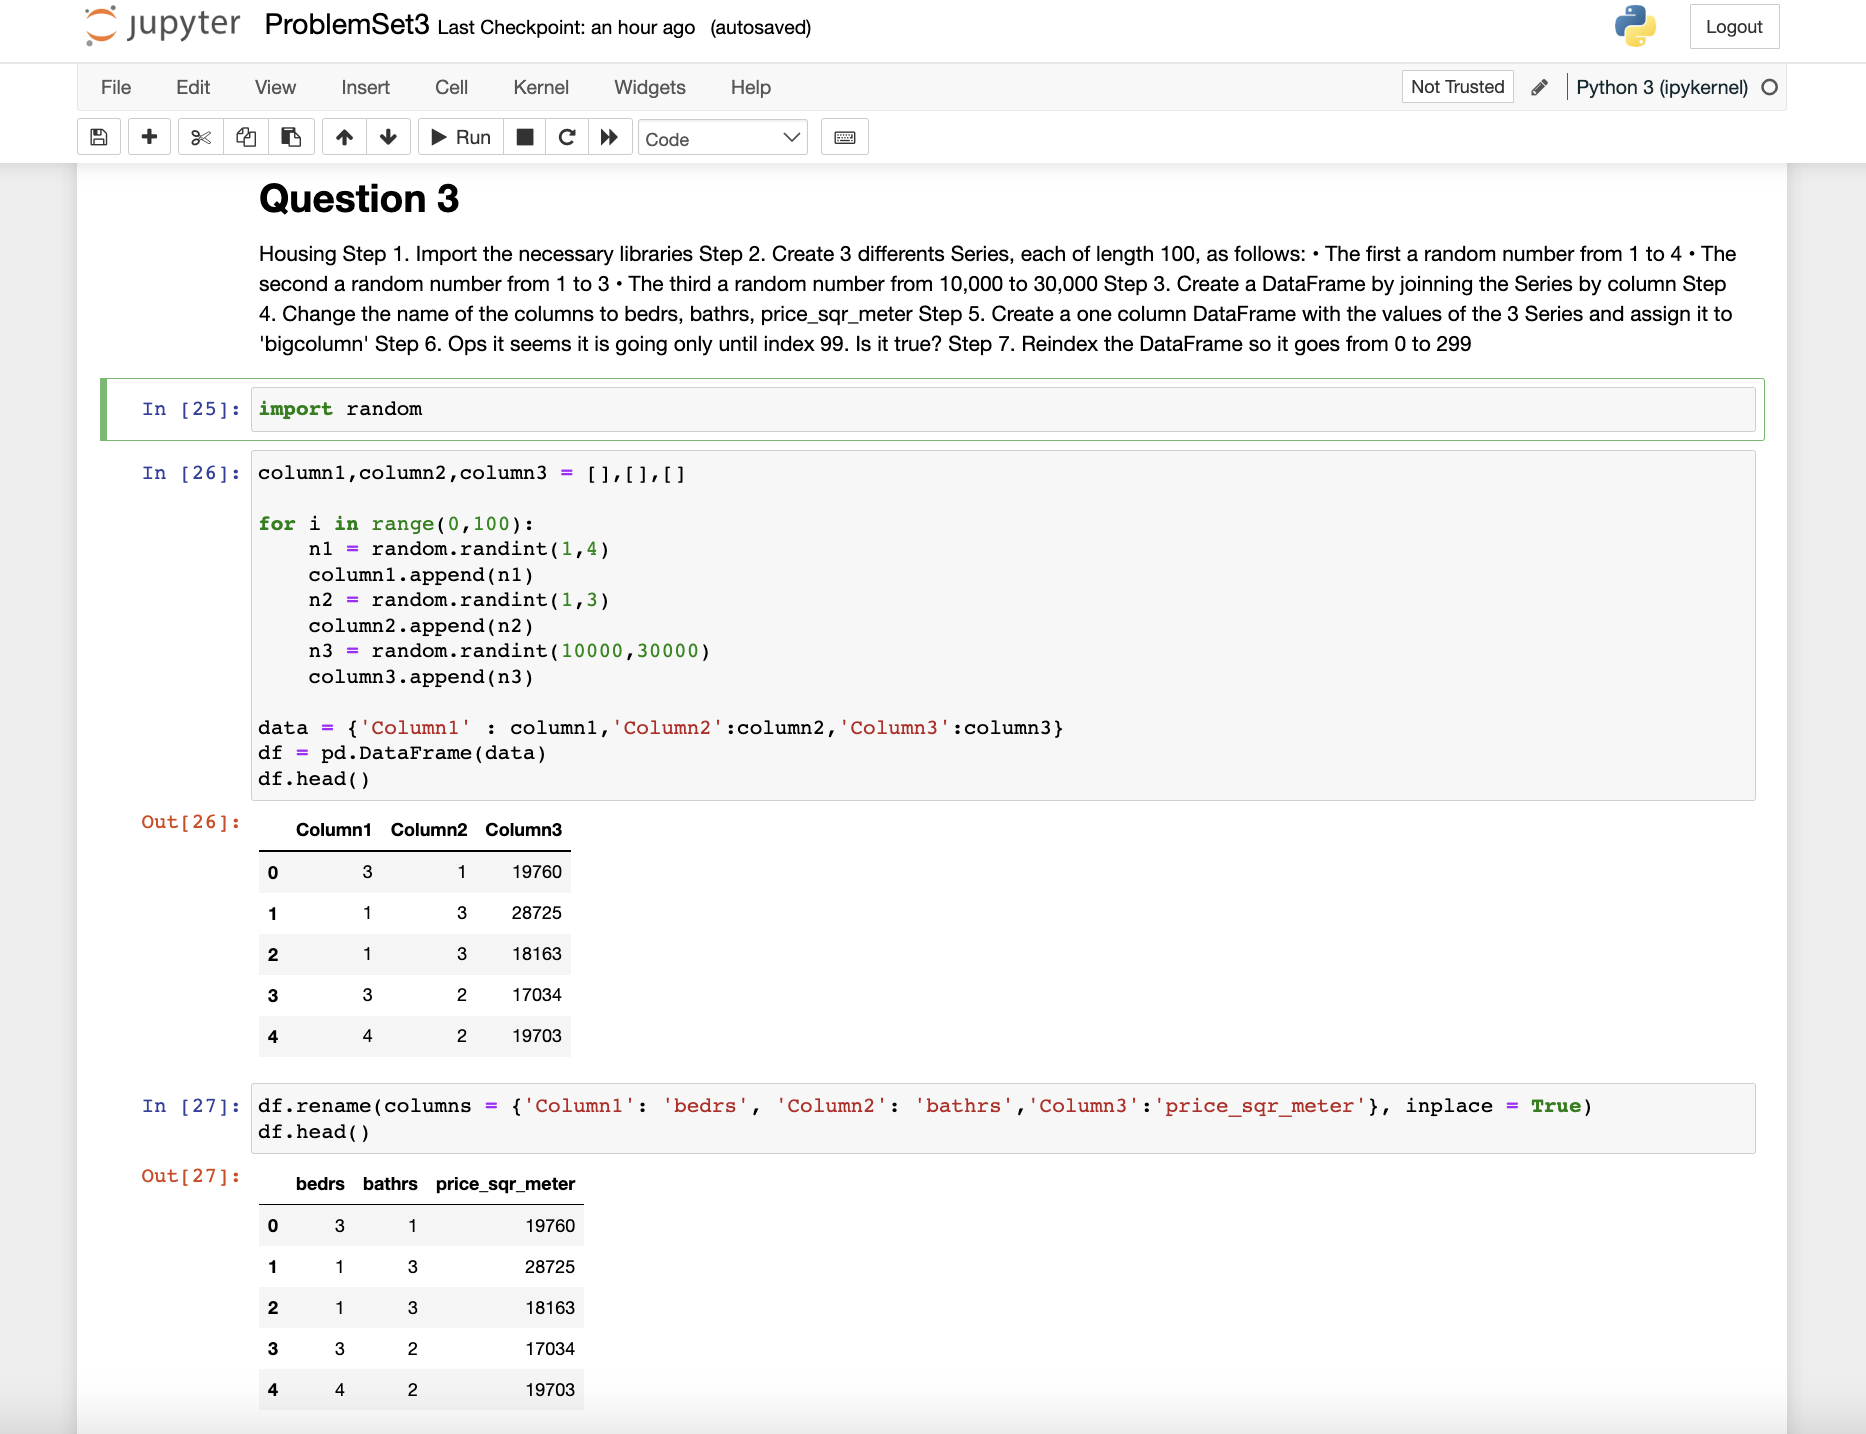 jupyter ProblemSet3 Last Checkpoint: an hour ago (autosaved) Logout
File Edit View Insert Cell Kernel Widgets Help Not Trusted Python 3 (ipykernel)
Run Code
Question 3
Housing Step 1. Import the necessary libraries Step 2. Create 3 differents Series, each of length 100, as follows: • The first a random number from 1 to 4 • The
second a random number from 1 to 3 • The third a random number from 10,000 to 30,000 Step 3. Create a DataFrame by joinning the Series by column Step
4. Change the name of the columns to bedrs, bathrs, price_sqr_meter Step 5. Create a one column DataFrame with the values of the 3 Series and assign it to
'bigcolumn' Step 6. Ops it seems it is going only until index 99. Is it true? Step 7. Reindex the DataFrame so it goes from 0 to 299
In [25]: import random
In [26]: column1,column2,column3 = [],[],[]
for i in range(0,100):
    n1 = random.randint(1,4)
    column1.append(n1)
    n2 = random.randint(1,3)
    column2.append(n2)
    n3 = random.randint(10000,30000)
    column3.append(n3)
data = {'Column1' : column1,'Column2':column2,'Column3':column3}
df = pd.DataFrame(data)
df.head()
Out[26]:
Column1 Column2 Column3
0 3 1 19760
1 1 3 28725
2 1 3 18163
3 3 2 17034
4 4 2 19703
In [27]: df.rename(columns = {'Column1': 'bedrs', 'Column2': 'bathrs','Column3':'price_sqr_meter'}, inplace = True)
df.head()
Out[27]:
bedrs bathrs price_sqr_meter
0 3 1 19760
1 1 3 28725
2 1 3 18163
3 3 2 17034
4 4 2 19703